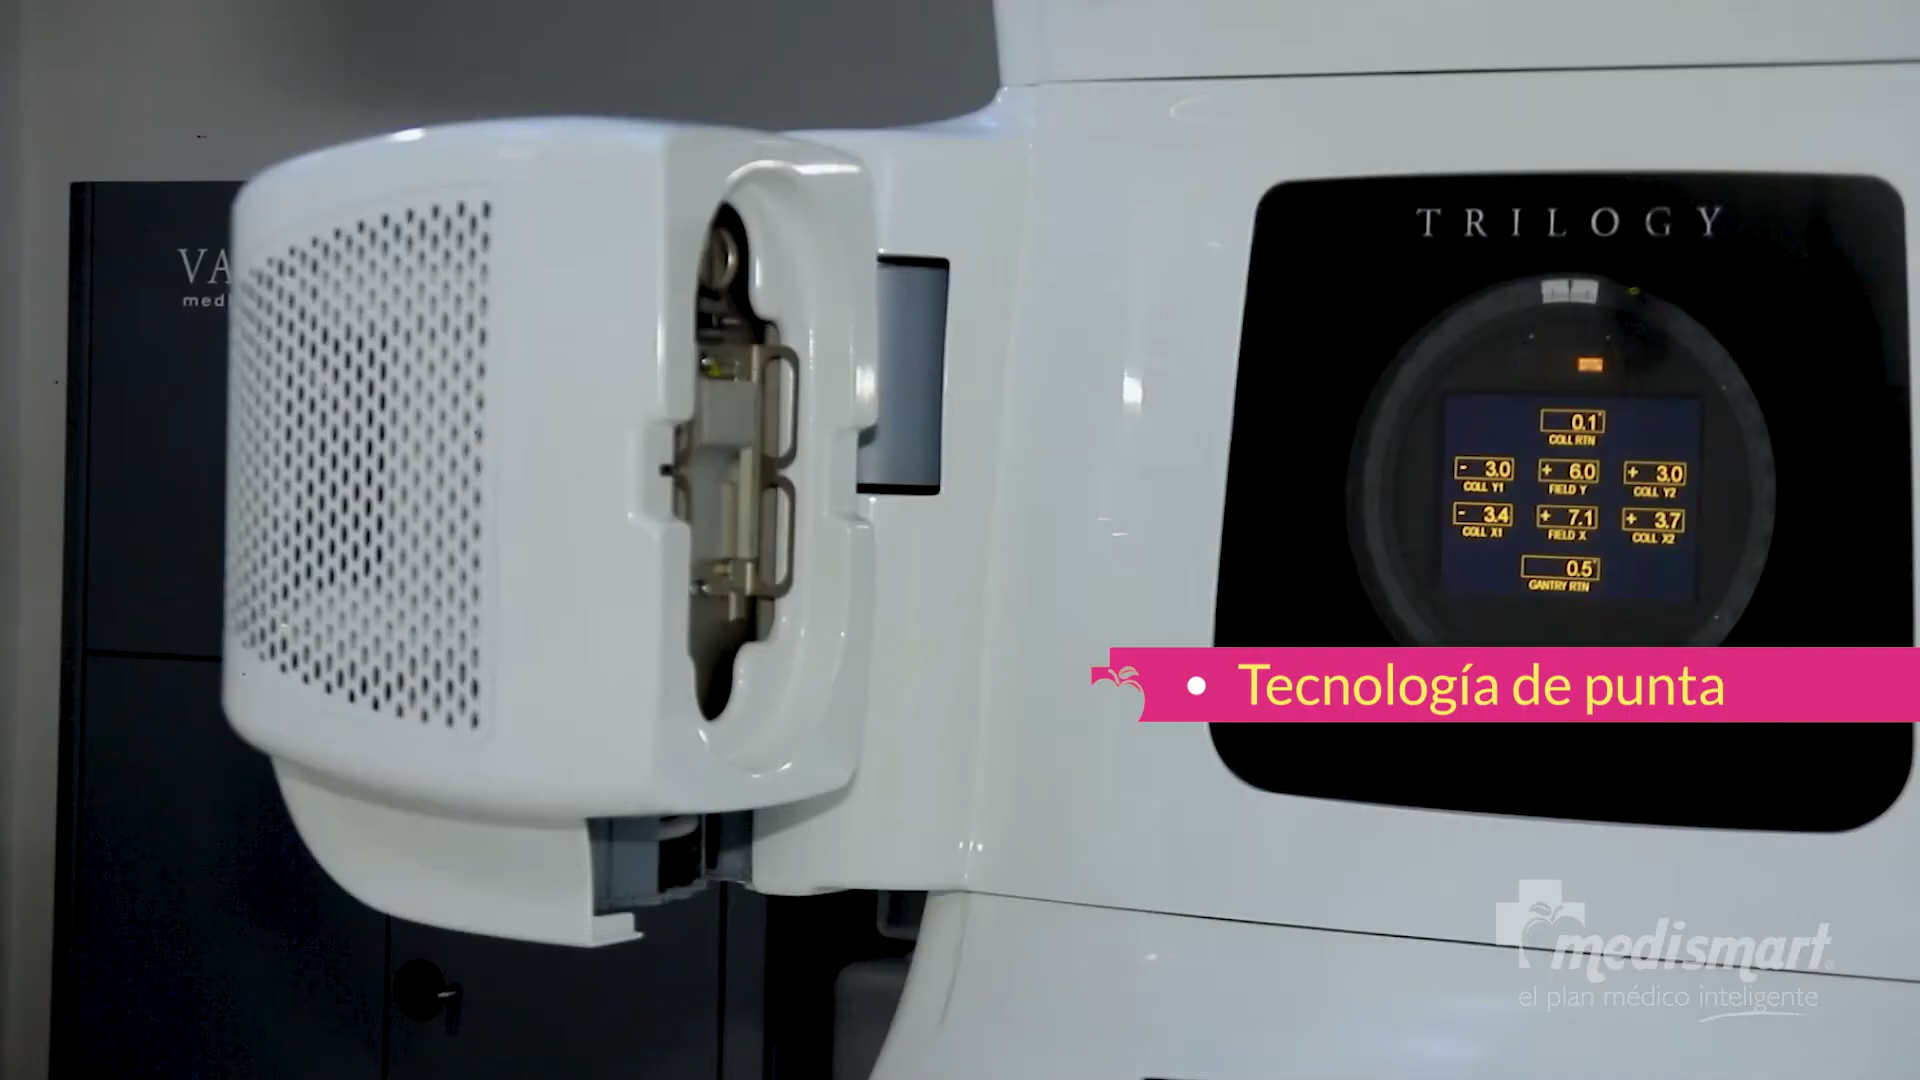 VA
medi
TRILOGY
0.1°
COLL RTN
- 3.0
+ 6.0
+ 3.0
COLL Y1
FIELD Y
COLL Y2
- 3.4
+ 7.1
+ 3.7
COLL X1
FIELD X
COLL X2
0.5°
GANTRY RTN
• Tecnología de punta
medismart®
el plan médico inteligente